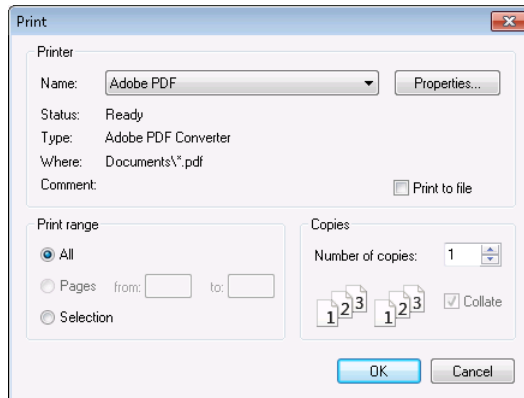 Print
Printer
Name: Adobe PDF Properties...
Status: Ready
Type: Adobe PDF Converter
Where: Documents\*.pdf
Comment:
Print to file
Print range
All
Pages from: to:
Selection
Copies
Number of copies: 1
1 2 3 1 2 3 Collate
OK Cancel